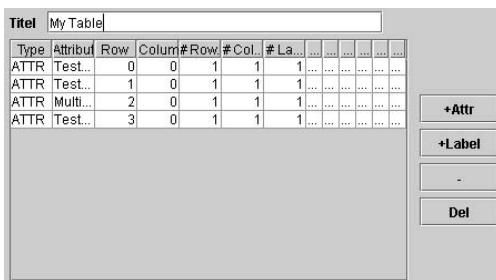 Titel My Table
Type Attribut Row Colum # Row. # Col.. # La... ... ... ... ... ... ...
ATTR Test... 0 0 1 1 1 ... ... ... ... ... ...
ATTR Test... 1 0 1 1 1 ... ... ... ... ... ...
ATTR Multi... 2 0 1 1 1 ... ... ... ... ... ...
ATTR Test... 3 0 1 1 1 ... ... ... ... ... ...
+Attr
+Label
-
Del